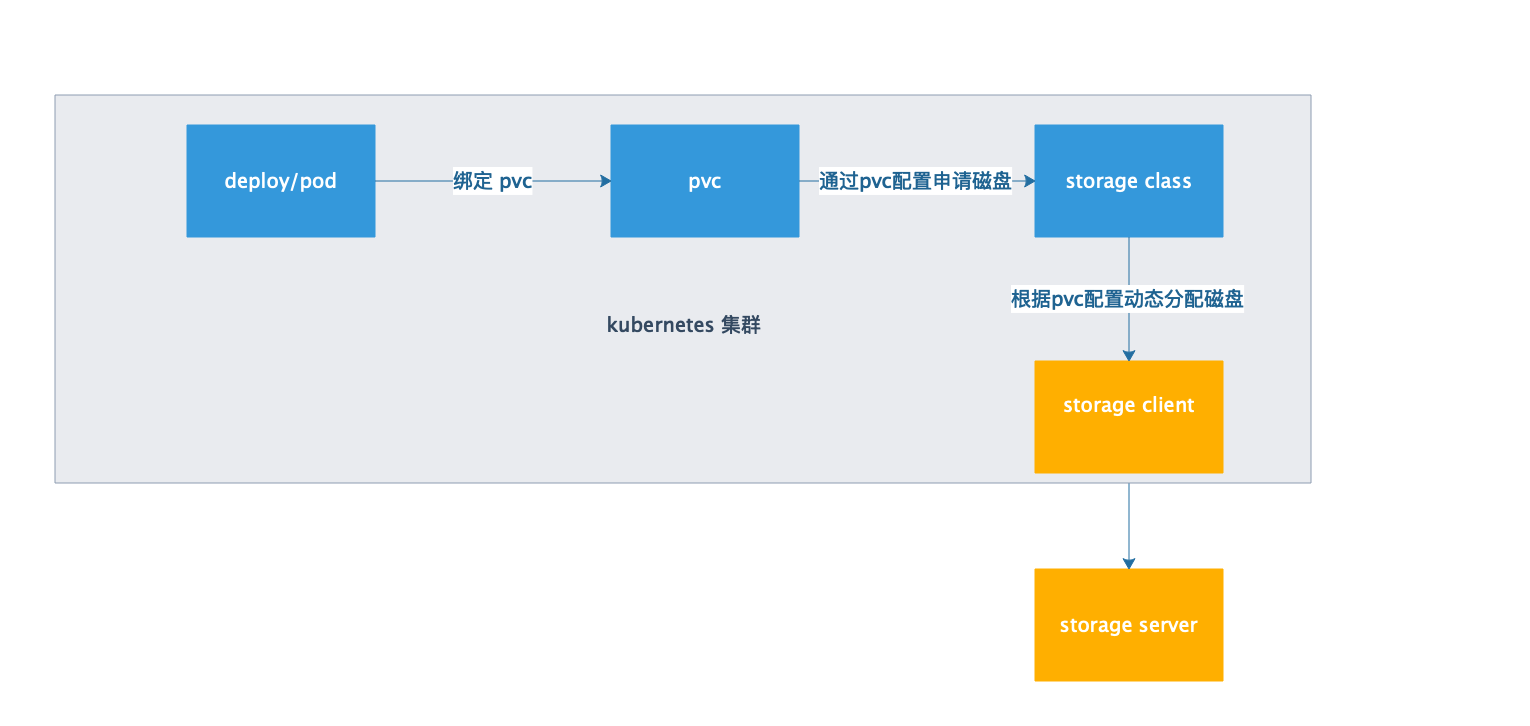 deploy/pod
绑定 pvc
pvc
通过pvc配置申请磁盘
storage class
根据pvc配置动态分配磁盘
kubernetes 集群
storage client
storage server